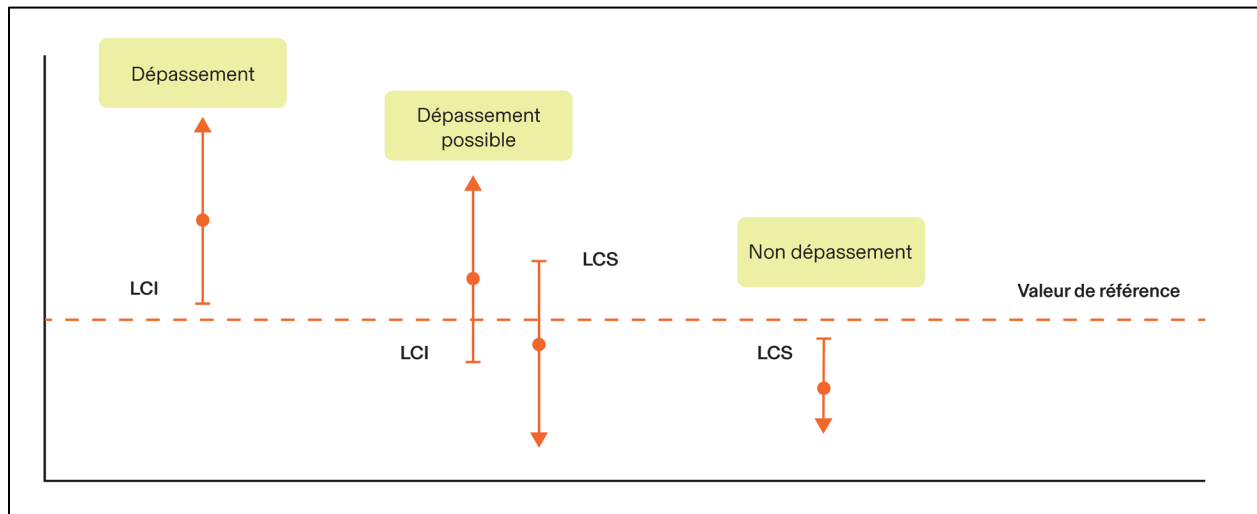 Dépassement
Dépassement
possible
Non dépassement
LCS
LCI
Valeur de référence
LCI
LCS